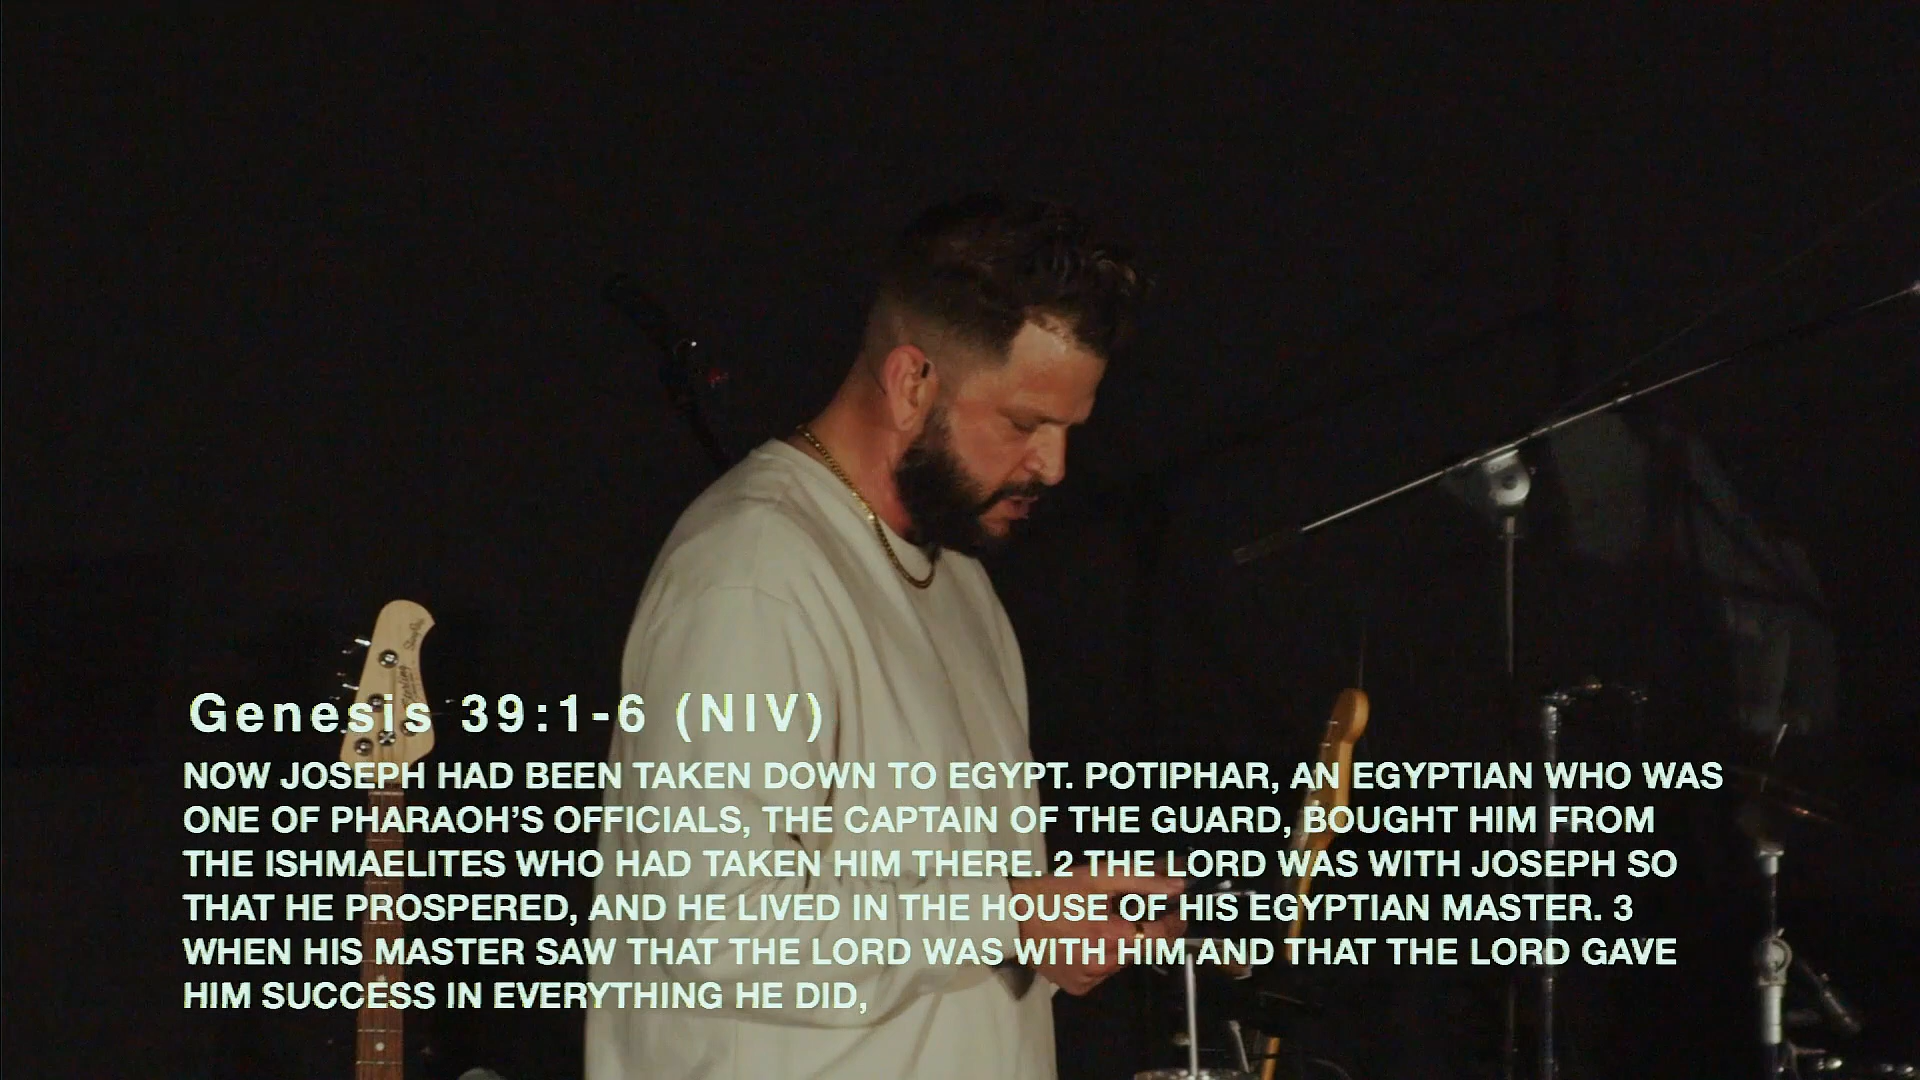 Genesis 39:1-6 (NIV)
NOW JOSEPH HAD BEEN TAKEN DOWN TO EGYPT. POTIPHAR, AN EGYPTIAN WHO WAS
ONE OF PHARAOH'S OFFICIALS, THE CAPTAIN OF THE GUARD, BOUGHT HIM FROM
THE ISHMAELITES WHO HAD TAKEN HIM THERE. 2 THE LORD WAS WITH JOSEPH SO
THAT HE PROSPERED, AND HE LIVED IN THE HOUSE OF HIS EGYPTIAN MASTER. 3
WHEN HIS MASTER SAW THAT THE LORD WAS WITH HIM AND THAT THE LORD GAVE
HIM SUCCESS IN EVERYTHING HE DID,